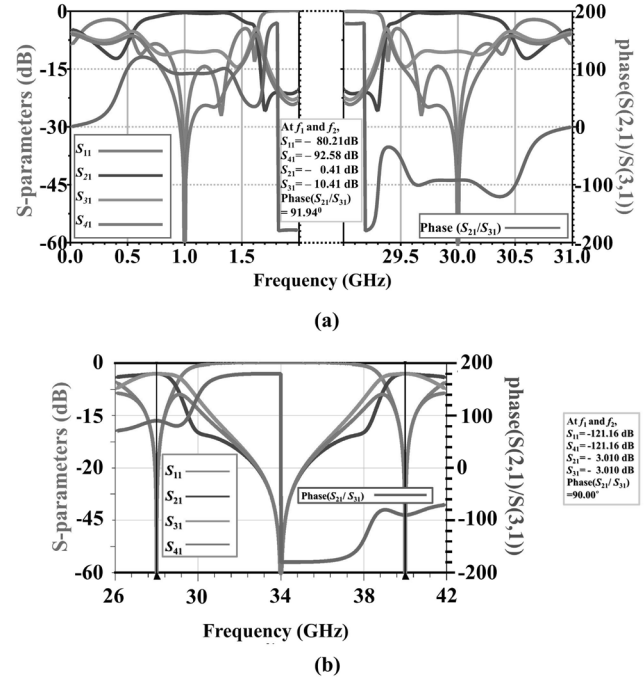 S-parameters (dB)
0
-15
-30
-45
-60
S11
S21
S31
S41
At f1 and f2,
S11= − 80.21 dB
S41= − 92.58 dB
S21= − 0.41 dB
S31= − 10.41 dB
Phase(S21/S31)
= 91.94⁰
Phase (S21/S31)
200
100
0
-100
-200
phase(S(2,1)/S(3,1))
0.0 0.5 1.0 1.5 29.5 30.0 30.5 31.0
Frequency (GHz)
(a)
S-parameters (dB)
0
-15
-20
-45
-60
S11
S21
S31
S41
Phase(S21/ S31)
200
100
0
-100
-200
phase(S(2,1)/S(3,1))
At f1 and f2,
S11= -121.16 dB
S41= -121.16 dB
S21= - 3.010 dB
S31= - 3.010 dB
Phase(S21/ S31)
=90.00°
26 30 34 38 42
Frequency (GHz)
(b)